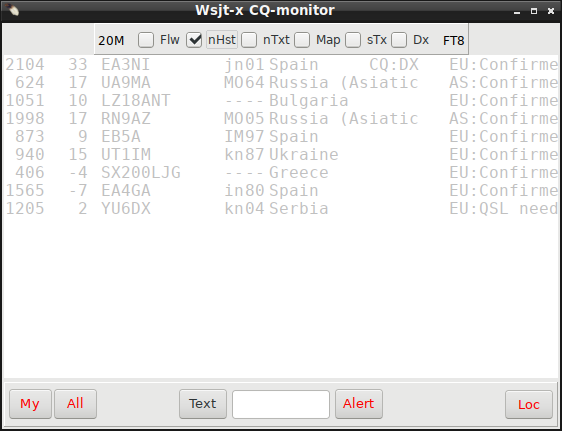 Wsjt-x CQ-monitor
20M Flw nHst nTxt Map sTx Dx FT8
2104 33 EA3NI jn01 Spain CQ:DX EU:Confirme
624 17 UA9MA MO64 Russia (Asiatic AS:Confirme
1051 10 LZ18ANT ---- Bulgaria EU:Confirme
1998 17 RN9AZ MO05 Russia (Asiatic AS:Confirme
873 9 EB5A IM97 Spain EU:Confirme
940 15 UT1IM kn87 Ukraine EU:Confirme
406 -4 SX200LJG ---- Greece EU:Confirme
1565 -7 EA4GA in80 Spain EU:Confirme
1205 2 YU6DX kn04 Serbia EU:QSL need
My All Text Alert Loc